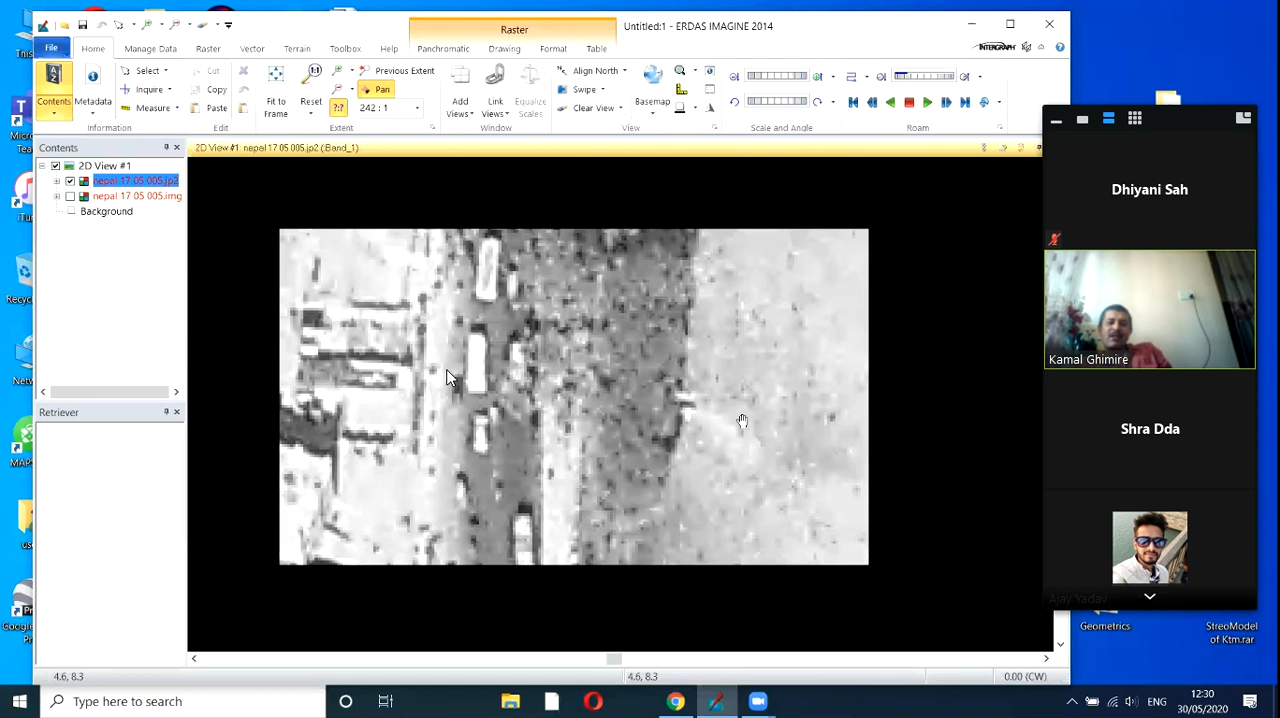 Raster
Untitled:1 - ERDAS IMAGINE 2014
File
Home
Manage Data
Raster
Vector
Terrain
Toolbox
Help
Panchromatic
Drawing
Format
Table
INTERGRAPH
Contents
Metadata
Select
Inquire
Measure
Information
Cut
Copy
Paste
Edit
Fit to
Frame
Reset
Previous Extent
Pan
?:?
242 : 1
Extent
Add
Views
Link
Views
Equalize
Scales
Window
Align North
Swipe
Clear View
Basemap
View
Scale and Angle
Roam
Contents
2D View #1
nepal 17 05 005.jp2
nepal 17 05 005.img
Background
Retriever
2D View #1: nepal 17 05 005.jp2 (:Band_1)
4.6, 8.3
4.6, 8.3
0.00 (CW)
Dhiyani Sah
Kamal Ghimire
Shra Dda
Ajay Yadav
Geometrics
StreoModel
of Ktm.rar
Type here to search
ENG
12:30
30/05/2020